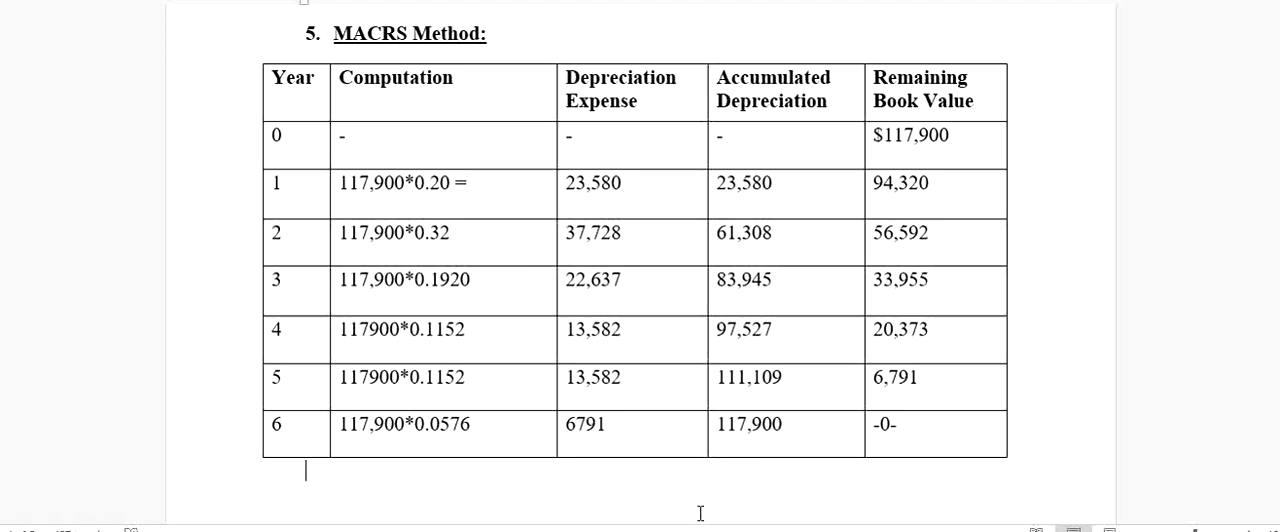 5. MACRS Method:
Year Computation Depreciation Expense Accumulated Depreciation Remaining Book Value
0 - - - $117,900
1 117,900*0.20 = 23,580 23,580 94,320
2 117,900*0.32 37,728 61,308 56,592
3 117,900*0.1920 22,637 83,945 33,955
4 117900*0.1152 13,582 97,527 20,373
5 117900*0.1152 13,582 111,109 6,791
6 117,900*0.0576 6791 117,900 -0-